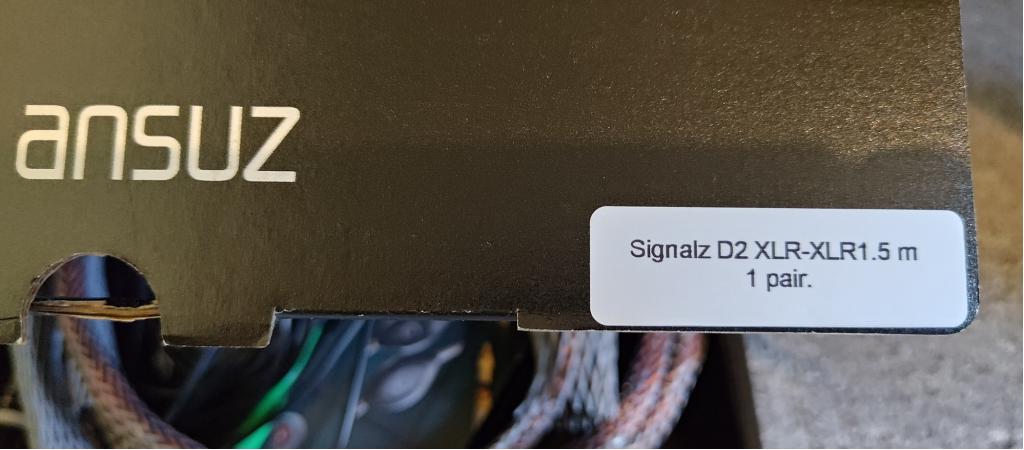 ansuz
Signalz D2 XLR-XLR1.5 m
1 pair.